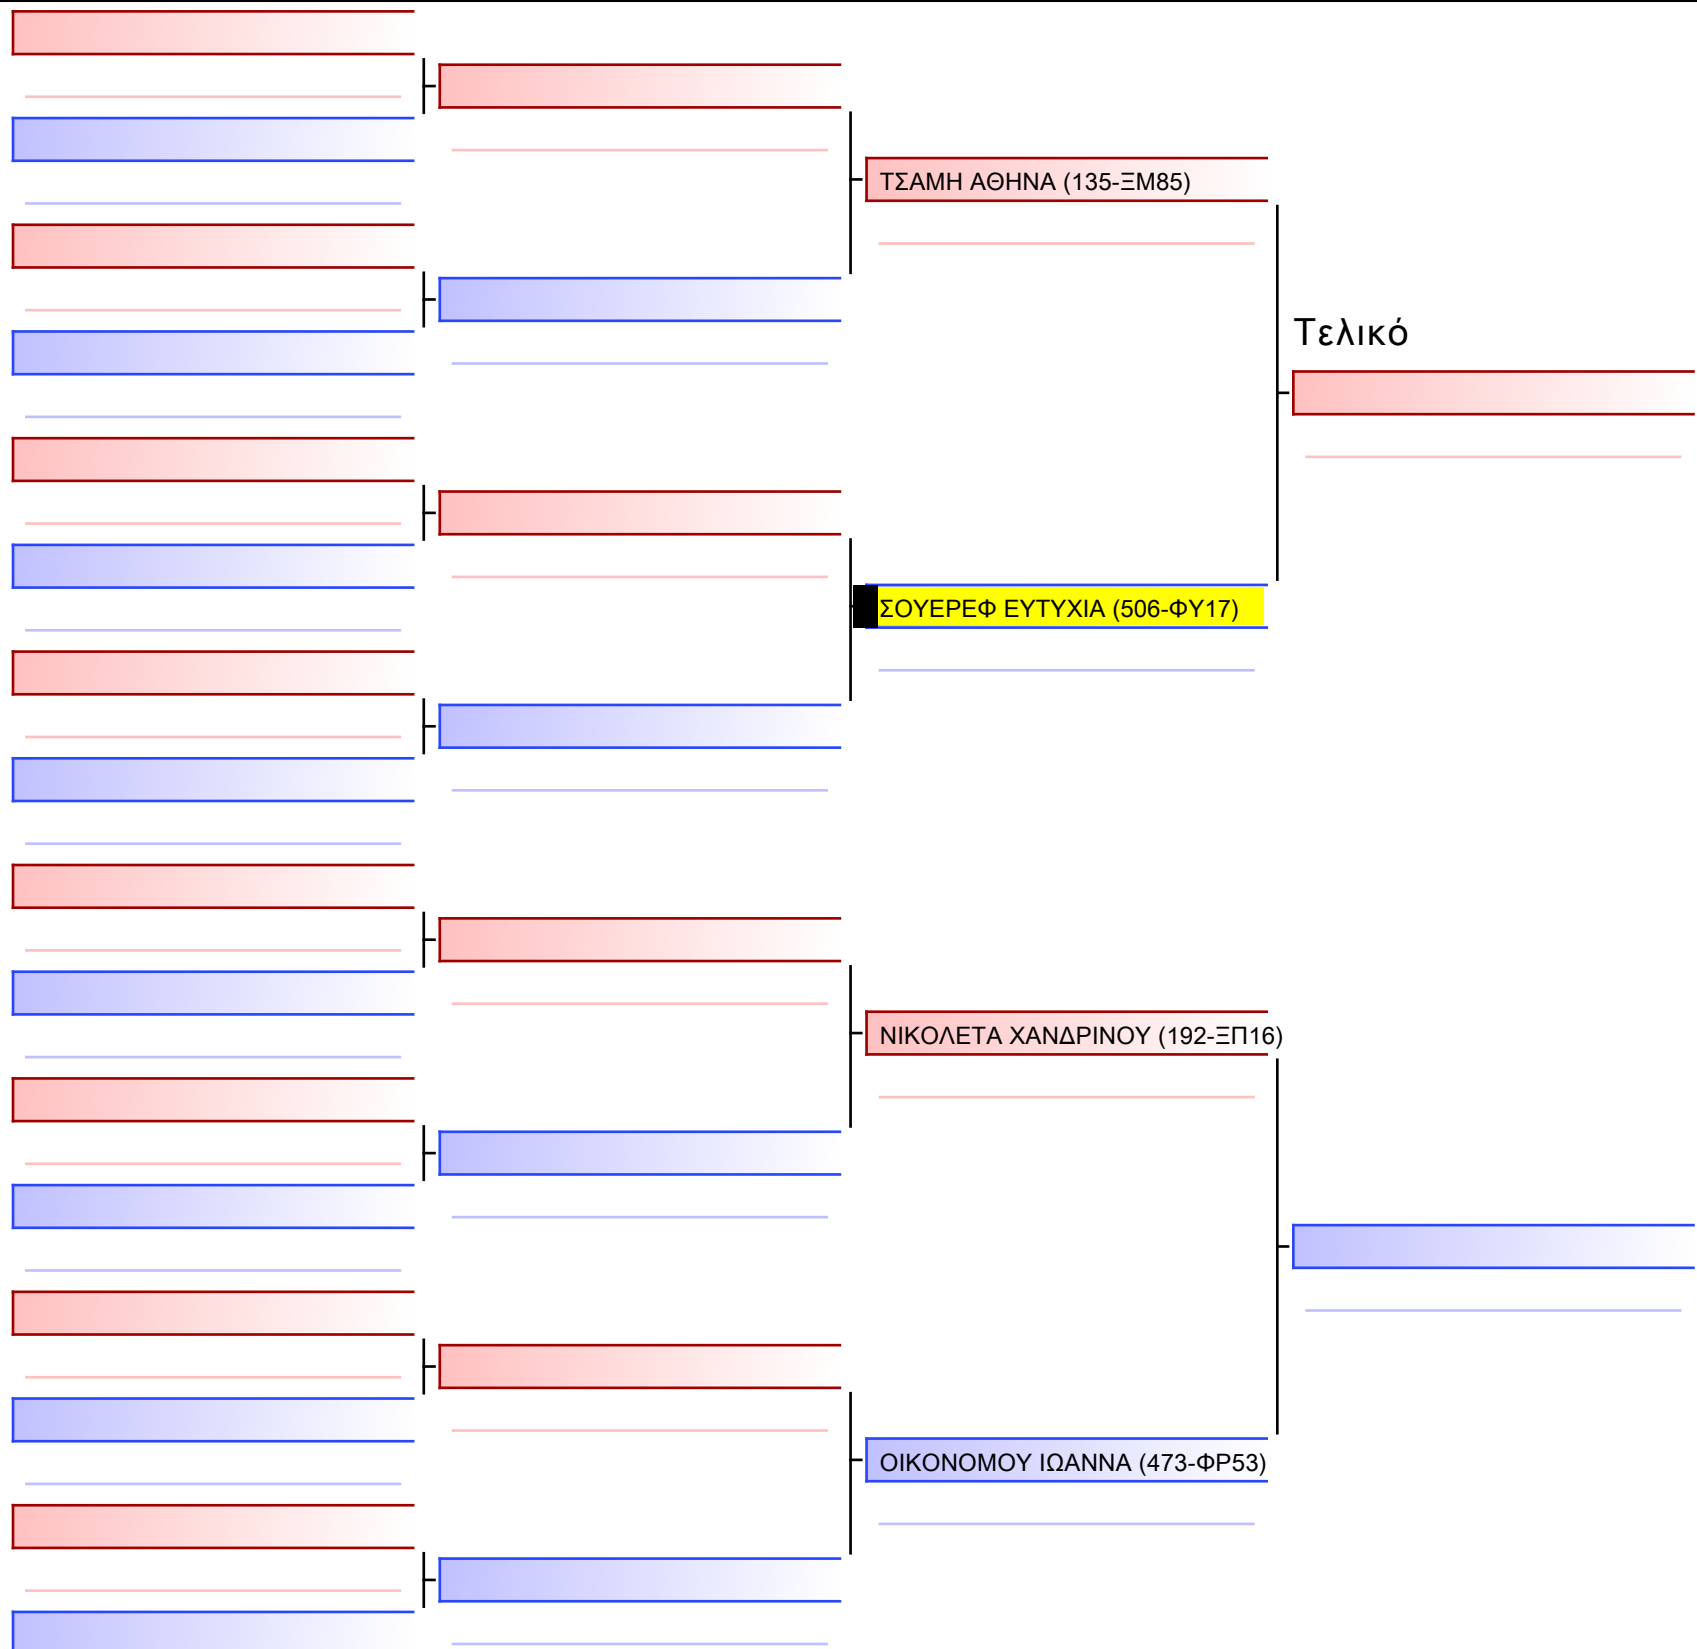 ΤΣΑΜΗ ΑΘΗΝΑ (135-ΞΜ85)
Τελικό
ΣΟΥΕΡΕΦ ΕΥΤΥΧΙΑ (506-ΦΥ17)
ΝΙΚΟΛΕΤΑ ΧΑΝΔΡΙΝΟΥ (192-ΞΠ16)
ΟΙΚΟΝΟΜΟΥ ΙΩΑΝΝΑ (473-ΦΡ53)